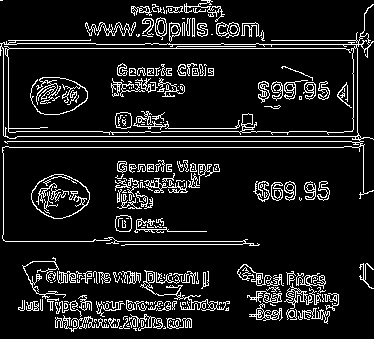 www.20pills.com
Generic Cialis
$99.95
Generic Viagra
$69.95
Other Pills With Discount !!
-Best Prices
-Fast Shipping
-Best Quality
Just Type in your browser window:
http://www.20pills.com